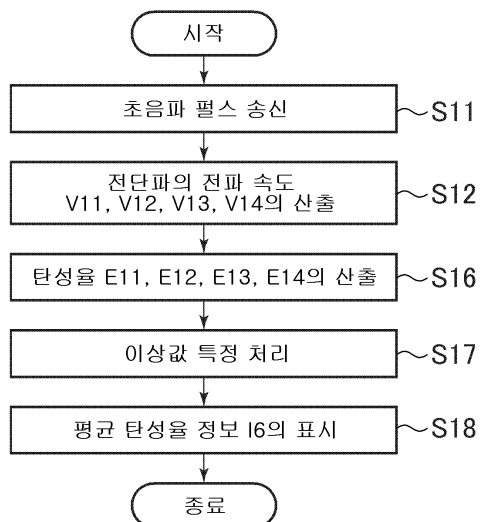 시작
초음파 펄스 송신
S11
전단파의 전파 속도
V11, V12, V13, V14의 산출
S12
탄성율 E11, E12, E13, E14의 산출
S16
이상값 특정 처리
S17
평균 탄성율 정보 I6의 표시
S18
종료